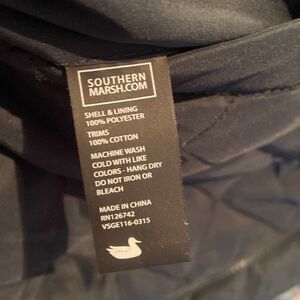 SOUTHERN
MARSH.COM
SHELL & LINING
100% POLYESTER
TRIMS
100% COTTON
MACHINE WASH
COLD WITH LIKE
COLORS - HANG DRY
DO NOT IRON OR
BLEACH
MADE IN CHINA
RN126742
VSGE116-0315